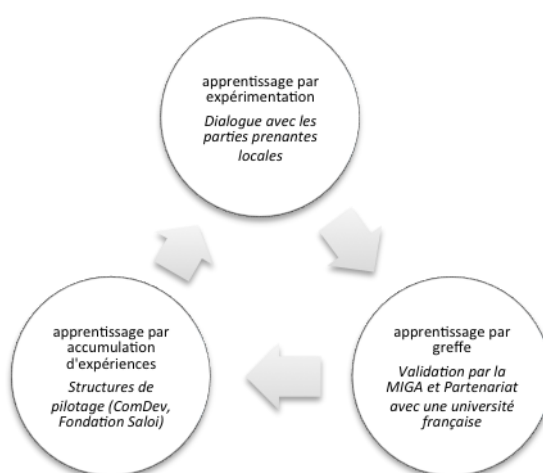 apprentissage par
expérimentation
Dialogue avec les
parties prenantes
locales
apprentissage par
greffe
Validation par la
MIGA et Partenariat
avec une université
française
apprentissage par
accumulation
d'expériences
Structures de
pilotage (ComDev,
Fondation Saloi)